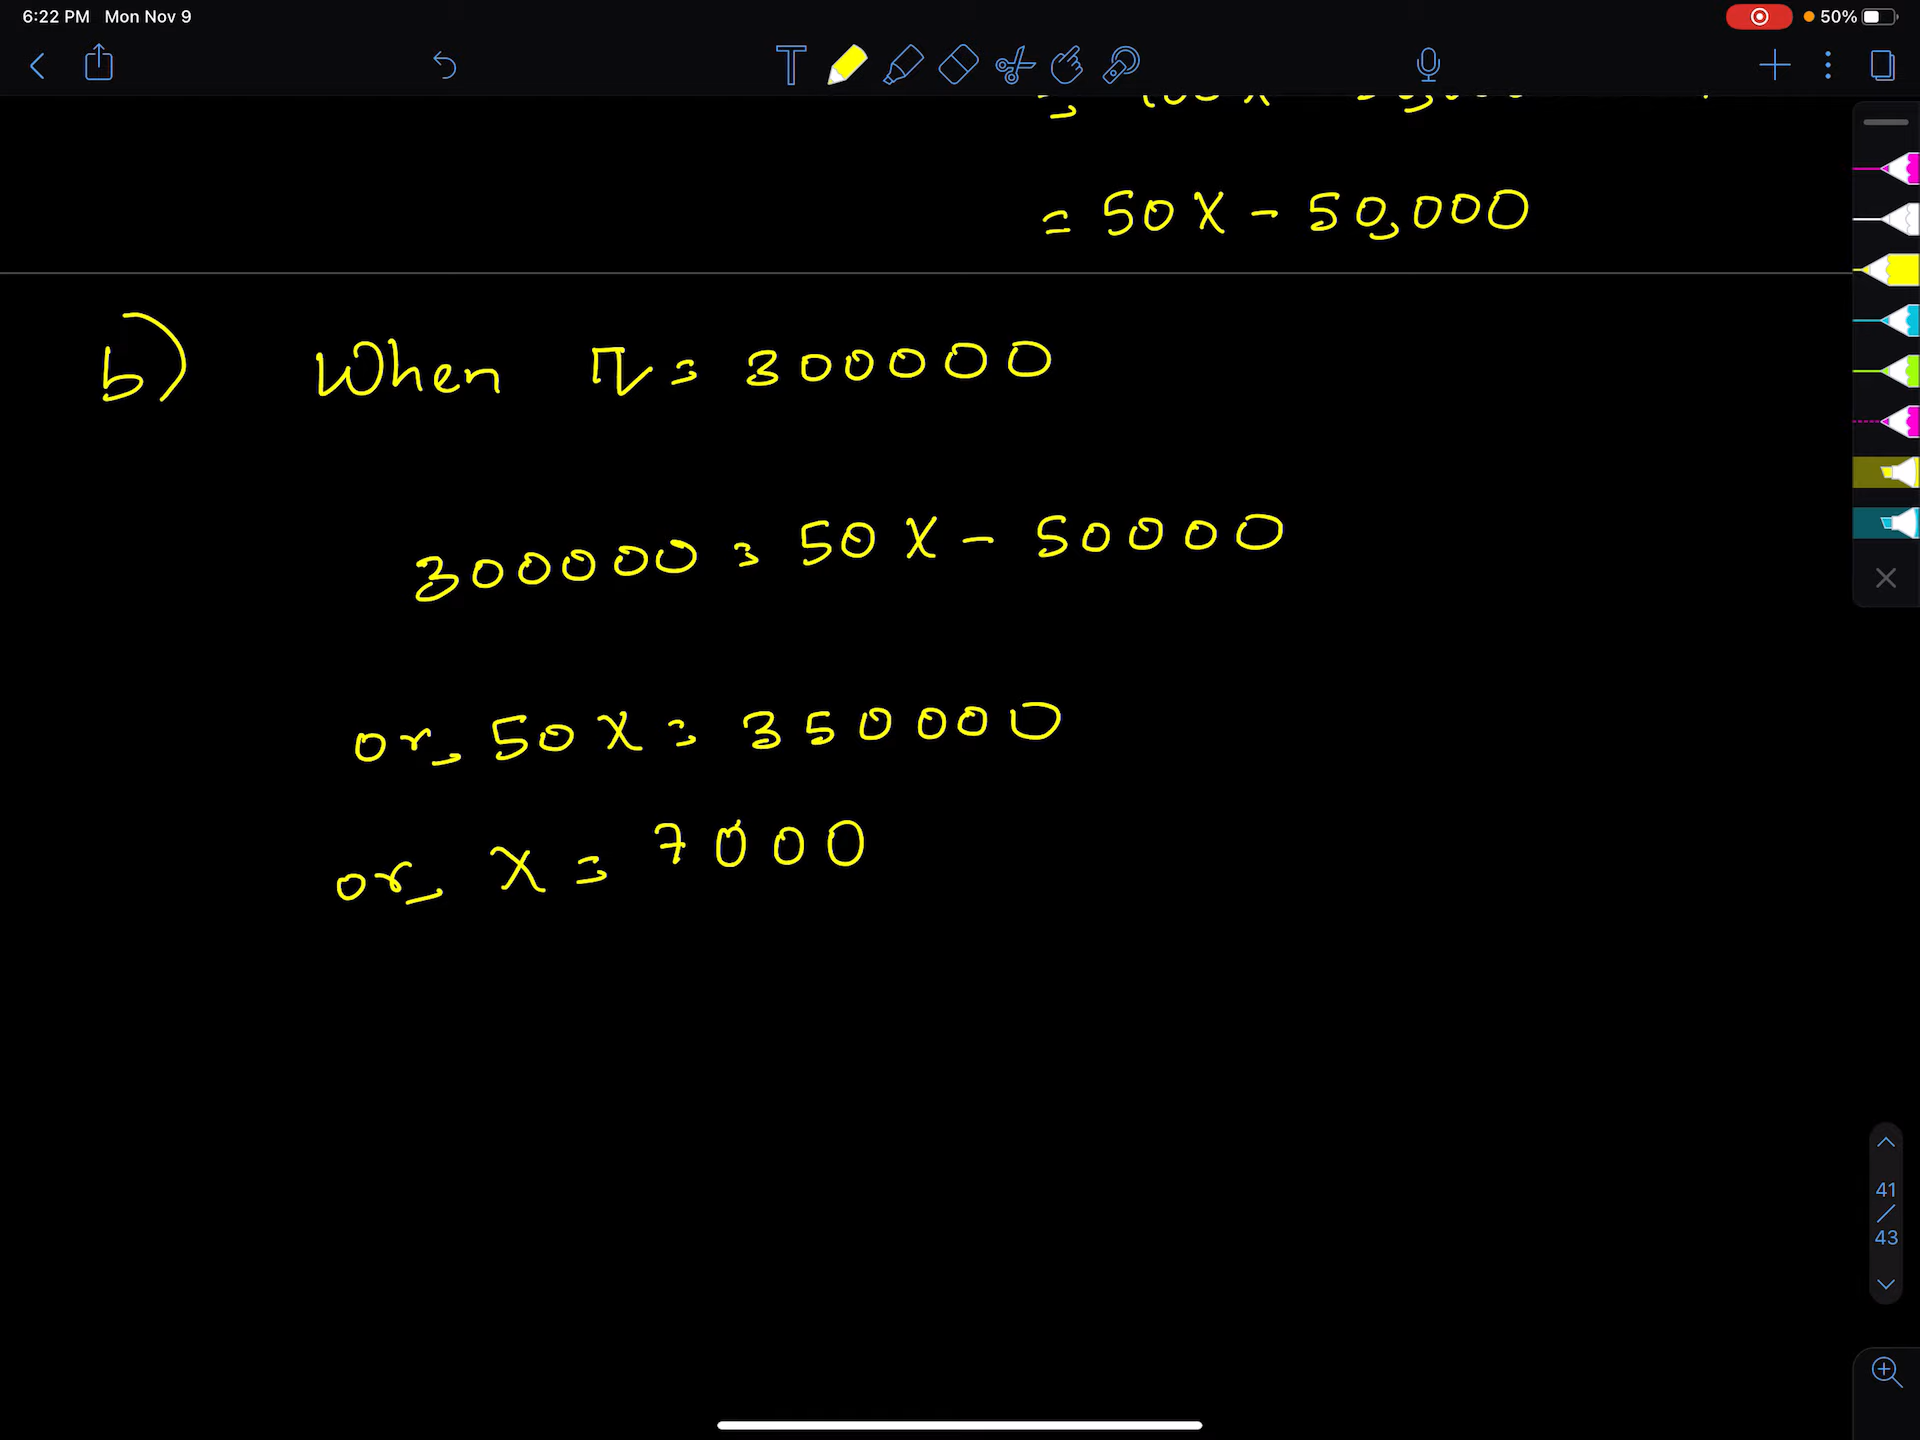 6:22 PM Mon Nov 9
50%
T
= 50x - 50,000
b) When π = 300000
300000 = 50x - 50000
or, 50x = 350000
or, x = 7000
41
/
43